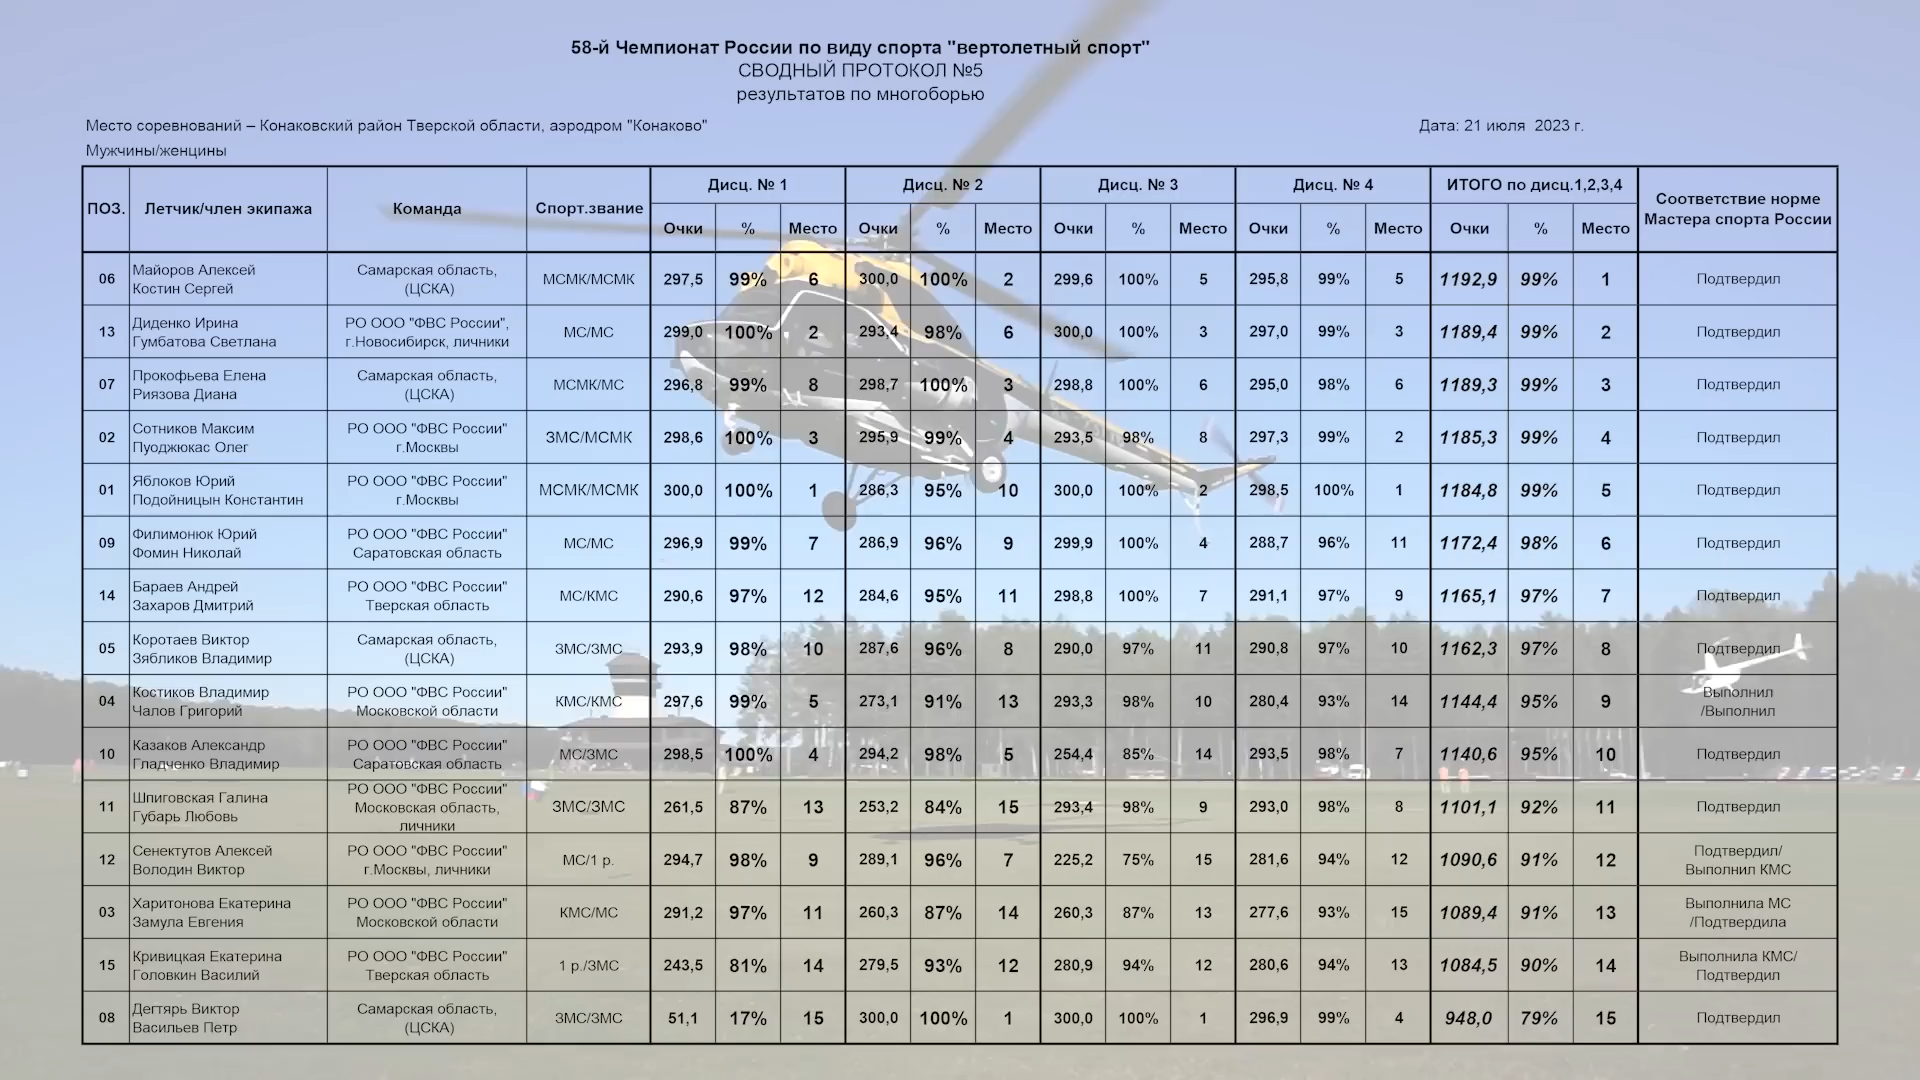 58-й Чемпионат России по виду спорта "вертолетный спорт"
СВОДНЫЙ ПРОТОКОЛ №5
результатов по многоборью
Место соревнований – Конаковский район Тверской области, аэродром "Конаково" Дата: 21 июля 2023 г.
Мужчины/женцины
ПОЗ. Летчик/член экипажа Команда Спорт.звание Дисц. № 1 Дисц. № 2 Дисц. № 3 Дисц. № 4 ИТОГО по дисц.1,2,3,4 Соответствие норме
Мастера спорта России
Очки % Место Очки % Место Очки % Место Очки % Место Очки % Место
06 Майоров Алексей
Костин Сергей Самарская область,
(ЦСКА) МСМК/МСМК 297,5 99% 6 300,0 100% 2 299,6 100% 5 295,8 99% 5 1192,9 99% 1 Подтвердил
13 Диденко Ирина
Гумбатова Светлана РО ООО "ФВС России",
г.Новосибирск, личники МС/МС 299,0 100% 2 293,4 98% 6 300,0 100% 3 297,0 99% 3 1189,4 99% 2 Подтвердил
07 Прокофьева Елена
Риязова Диана Самарская область,
(ЦСКА) МСМК/МС 296,8 99% 8 298,7 100% 3 298,8 100% 6 295,0 98% 6 1189,3 99% 3 Подтвердил
02 Сотников Максим
Пуоджюкас Олег РО ООО "ФВС России"
г.Москвы ЗМС/МСМК 298,6 100% 3 295,9 99% 4 293,5 98% 8 297,3 99% 2 1185,3 99% 4 Подтвердил
01 Яблоков Юрий
Подойницын Константин РО ООО "ФВС России"
г.Москвы МСМК/МСМК 300,0 100% 1 286,3 95% 10 300,0 100% 2 298,5 100% 1 1184,8 99% 5 Подтвердил
09 Филимонюк Юрий
Фомин Николай РО ООО "ФВС России"
Саратовская область МС/МС 296,9 99% 7 286,9 96% 9 299,9 100% 4 288,7 96% 11 1172,4 98% 6 Подтвердил
14 Бараев Андрей
Захаров Дмитрий РО ООО "ФВС России"
Тверская область МС/КМС 290,6 97% 12 284,6 95% 11 298,8 100% 7 291,1 97% 9 1165,1 97% 7 Подтвердил
05 Коротаев Виктор
Зябликов Владимир Самарская область,
(ЦСКА) ЗМС/ЗМС 293,9 98% 10 287,6 96% 8 290,0 97% 11 290,8 97% 10 1162,3 97% 8 Подтвердил
04 Костиков Владимир
Чалов Григорий РО ООО "ФВС России"
Московской области КМС/КМС 297,6 99% 5 273,1 91% 13 293,3 98% 10 280,4 93% 14 1144,4 95% 9 Выполнил
/Выполнил
10 Казаков Александр
Гладченко Владимир РО ООО "ФВС России"
Саратовская область МС/ЗМС 298,5 100% 4 294,2 98% 5 254,4 85% 14 293,5 98% 7 1140,6 95% 10 Подтвердил
11 Шпиговская Галина
Губарь Любовь РО ООО "ФВС России"
Московская область,
личники ЗМС/ЗМС 261,5 87% 13 253,2 84% 15 293,4 98% 9 293,0 98% 8 1101,1 92% 11 Подтвердил
12 Сенектутов Алексей
Володин Виктор РО ООО "ФВС России"
г.Москвы, личники МС/1 р. 294,7 98% 9 289,1 96% 7 225,2 75% 15 281,6 94% 12 1090,6 91% 12 Подтвердил/
Выполнил КМС
03 Харитонова Екатерина
Замула Евгения РО ООО "ФВС России"
Московской области КМС/МС 291,2 97% 11 260,3 87% 14 260,3 87% 13 277,6 93% 15 1089,4 91% 13 Выполнила МС
/Подтвердила
15 Кривицкая Екатерина
Головкин Василий РО ООО "ФВС России"
Тверская область 1 р./ЗМС 243,5 81% 14 279,5 93% 12 280,9 94% 12 280,6 94% 13 1084,5 90% 14 Выполнила КМС/
Подтвердил
08 Дегтярь Виктор
Васильев Петр Самарская область,
(ЦСКА) ЗМС/ЗМС 51,1 17% 15 300,0 100% 1 300,0 100% 1 296,9 99% 4 948,0 79% 15 Подтвердил